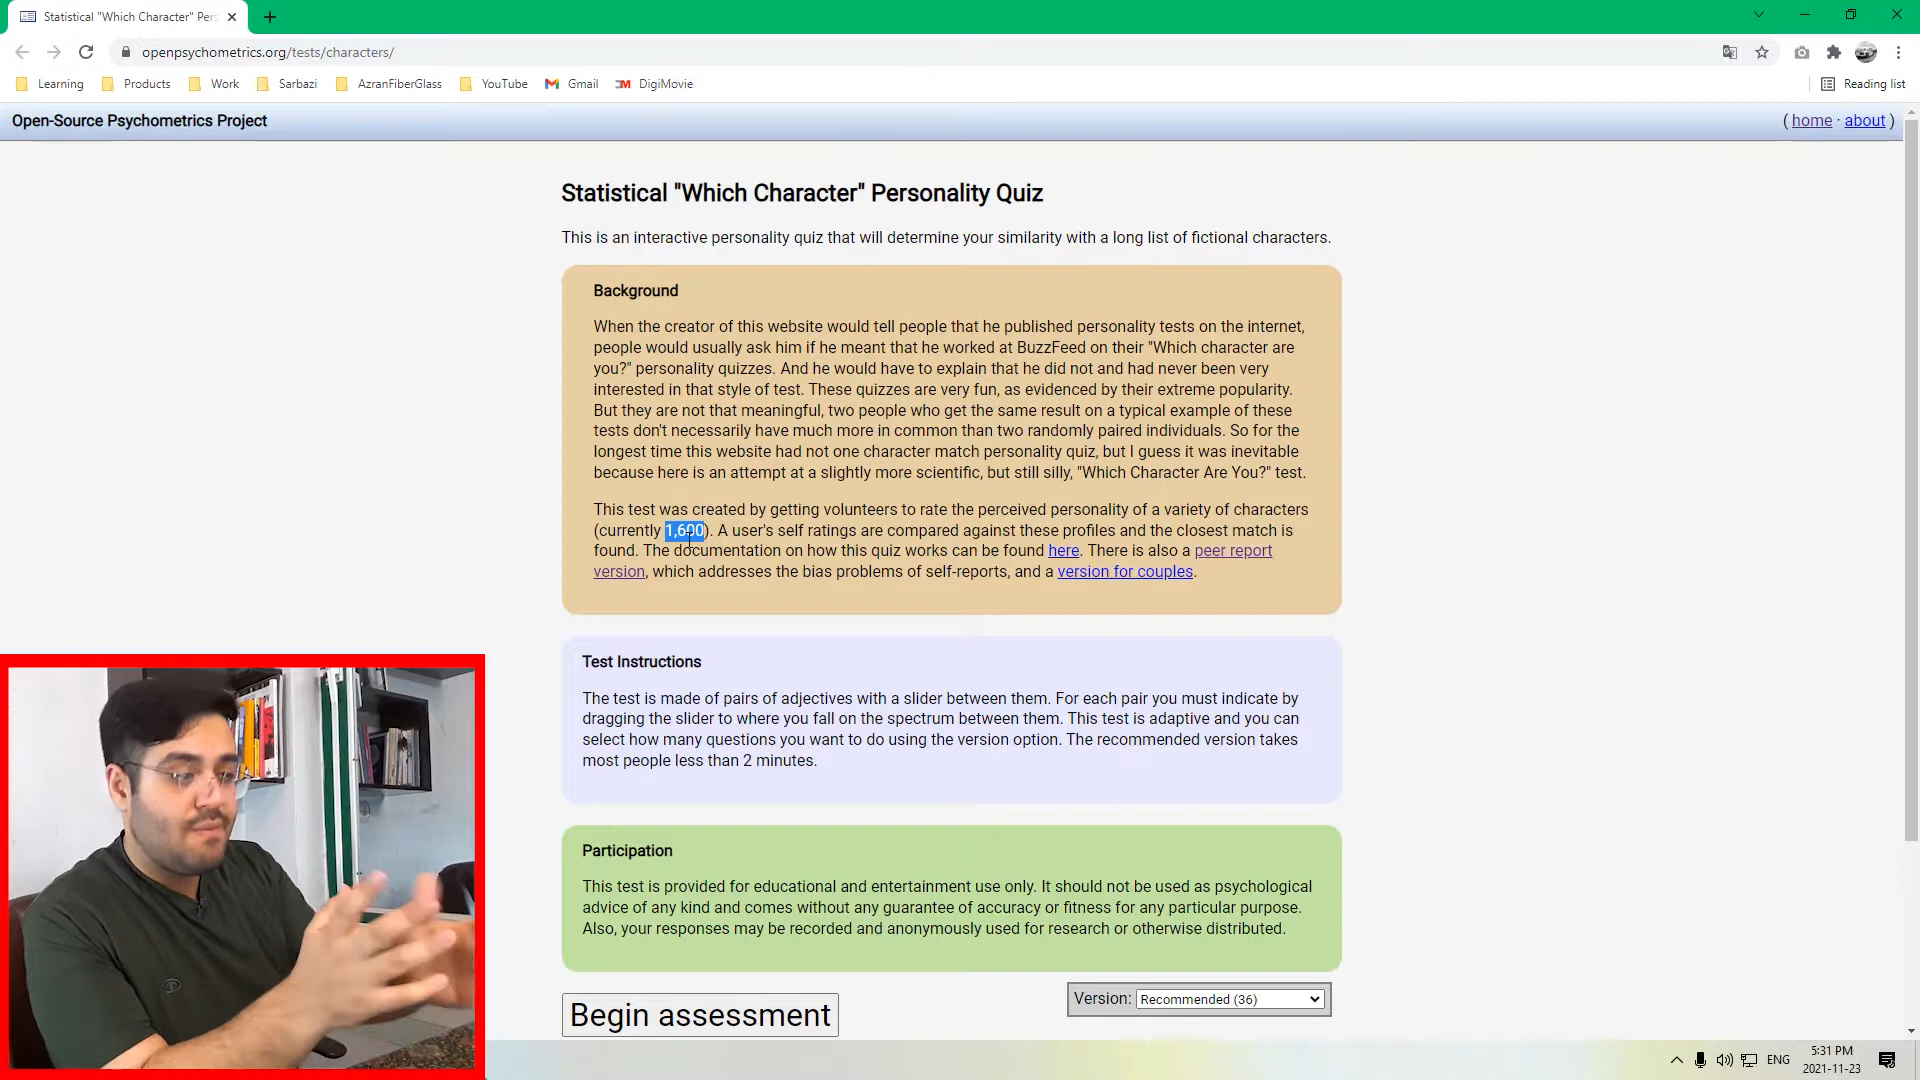 Statistical "Which Character" Pers
openpsychometrics.org/tests/characters/
Learning
Products
Work
Sarbazi
AzranFiberGlass
YouTube
Gmail
DigiMovie
Reading list
Open-Source Psychometrics Project
( home · about )
Statistical "Which Character" Personality Quiz
This is an interactive personality quiz that will determine your similarity with a long list of fictional characters.
Background
When the creator of this website would tell people that he published personality tests on the internet,
people would usually ask him if he meant that he worked at BuzzFeed on their "Which character are
you?" personality quizzes. And he would have to explain that he did not and had never been very
interested in that style of test. These quizzes are very fun, as evidenced by their extreme popularity.
But they are not that meaningful, two people who get the same result on a typical example of these
tests don't necessarily have much more in common than two randomly paired individuals. So for the
longest time this website had not one character match personality quiz, but I guess it was inevitable
because here is an attempt at a slightly more scientific, but still silly, "Which Character Are You?" test.
This test was created by getting volunteers to rate the perceived personality of a variety of characters
(currently 1,600). A user's self ratings are compared against these profiles and the closest match is
found. The documentation on how this quiz works can be found here. There is also a peer report
version, which addresses the bias problems of self-reports, and a version for couples.
Test Instructions
The test is made of pairs of adjectives with a slider between them. For each pair you must indicate by
dragging the slider to where you fall on the spectrum between them. This test is adaptive and you can
select how many questions you want to do using the version option. The recommended version takes
most people less than 2 minutes.
Participation
This test is provided for educational and entertainment use only. It should not be used as psychological
advice of any kind and comes without any guarantee of accuracy or fitness for any particular purpose.
Also, your responses may be recorded and anonymously used for research or otherwise distributed.
Begin assessment
Version: Recommended (36)
ENG
5:31 PM
2021-11-23